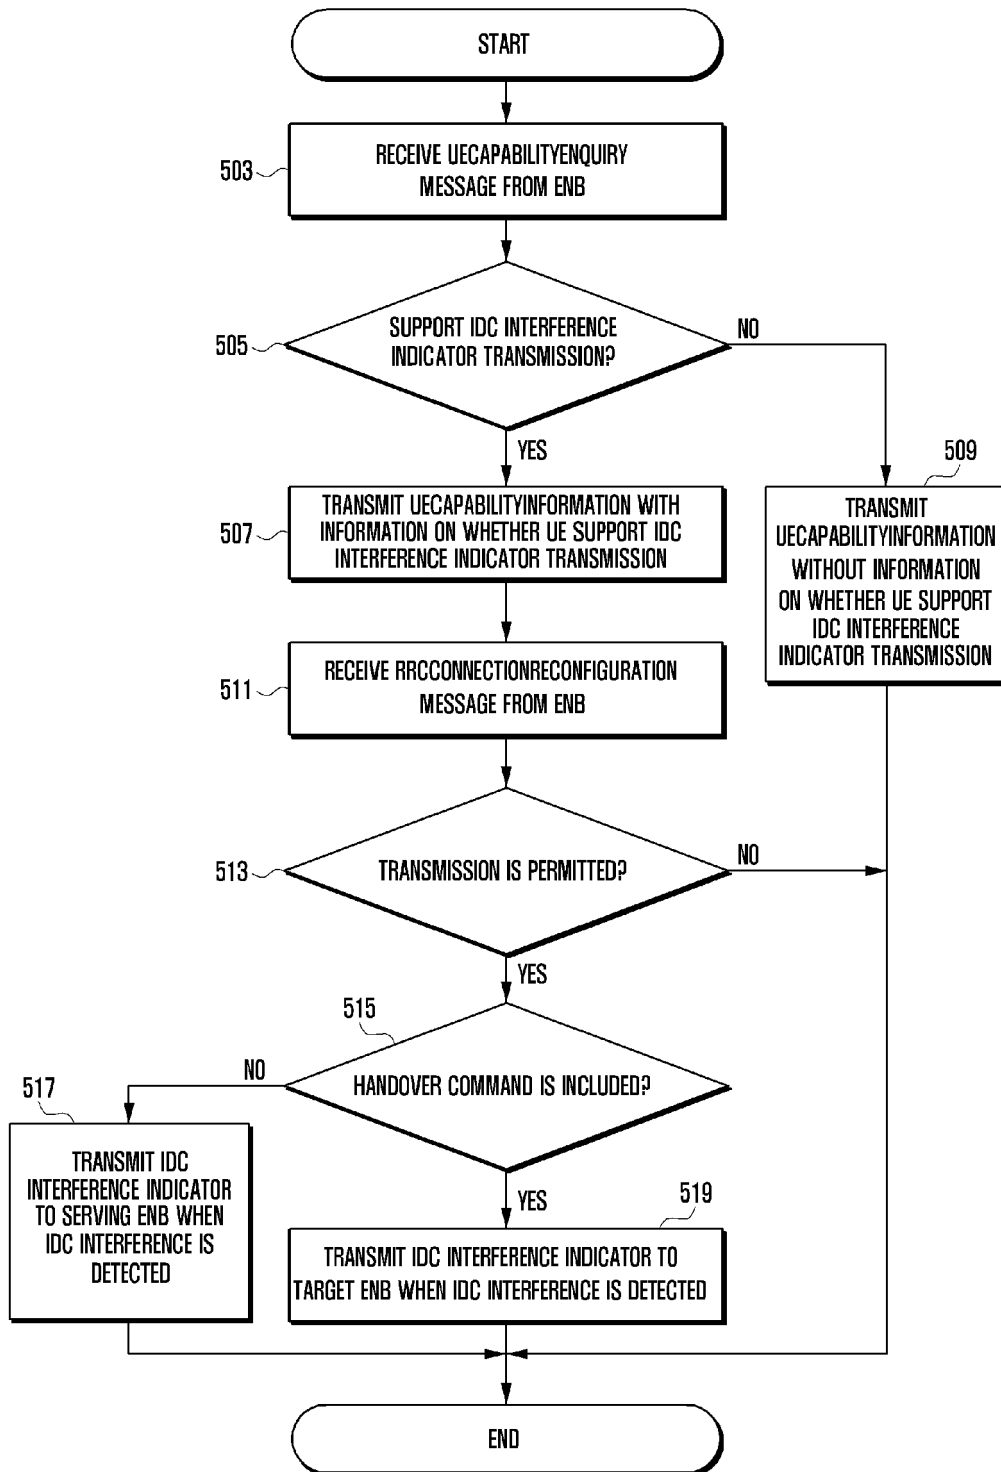 START
503
RECEIVE UECAPABILITYENQUIRY
MESSAGE FROM ENB
505
SUPPORT IDC INTERFERENCE
INDICATOR TRANSMISSION?
NO
YES
507
TRANSMIT UECAPABILITYINFORMATION WITH
INFORMATION ON WHETHER UE SUPPORT IDC
INTERFERENCE INDICATOR TRANSMISSION
509
TRANSMIT
UECAPABILITYINFORMATION
WITHOUT INFORMATION
ON WHETHER UE SUPPORT
IDC INTERFERENCE
INDICATOR TRANSMISSION
511
RECEIVE RRCCONNECTIONRECONFIGURATION
MESSAGE FROM ENB
513
TRANSMISSION IS PERMITTED?
NO
YES
515
HANDOVER COMMAND IS INCLUDED?
NO
YES
517
TRANSMIT IDC
INTERFERENCE INDICATOR
TO SERVING ENB WHEN
IDC INTERFERENCE IS
DETECTED
519
TRANSMIT IDC INTERFERENCE INDICATOR TO
TARGET ENB WHEN IDC INTERFERENCE IS DETECTED
END